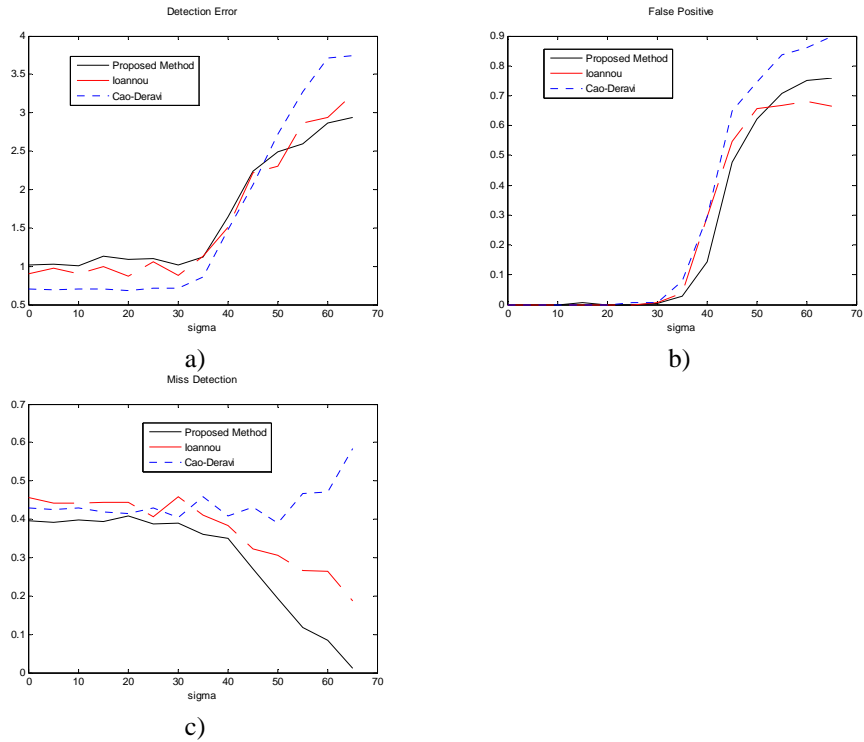 Detection Error
4
3.5
3
2.5
2
1.5
1
0.5
Proposed Method
Ioannou
Cao-Deravi
0 10 20 30 40 50 60 70
sigma
a)
False Positive
0.9
0.8
0.7
0.6
0.5
0.4
0.3
0.2
0.1
0
Proposed Method
Ioannou
Cao-Deravi
0 10 20 30 40 50 60 70
sigma
b)
Miss Detection
0.7
0.6
0.5
0.4
0.3
0.2
0.1
0
Proposed Method
Ioannou
Cao-Deravi
0 10 20 30 40 50 60 70
sigma
c)